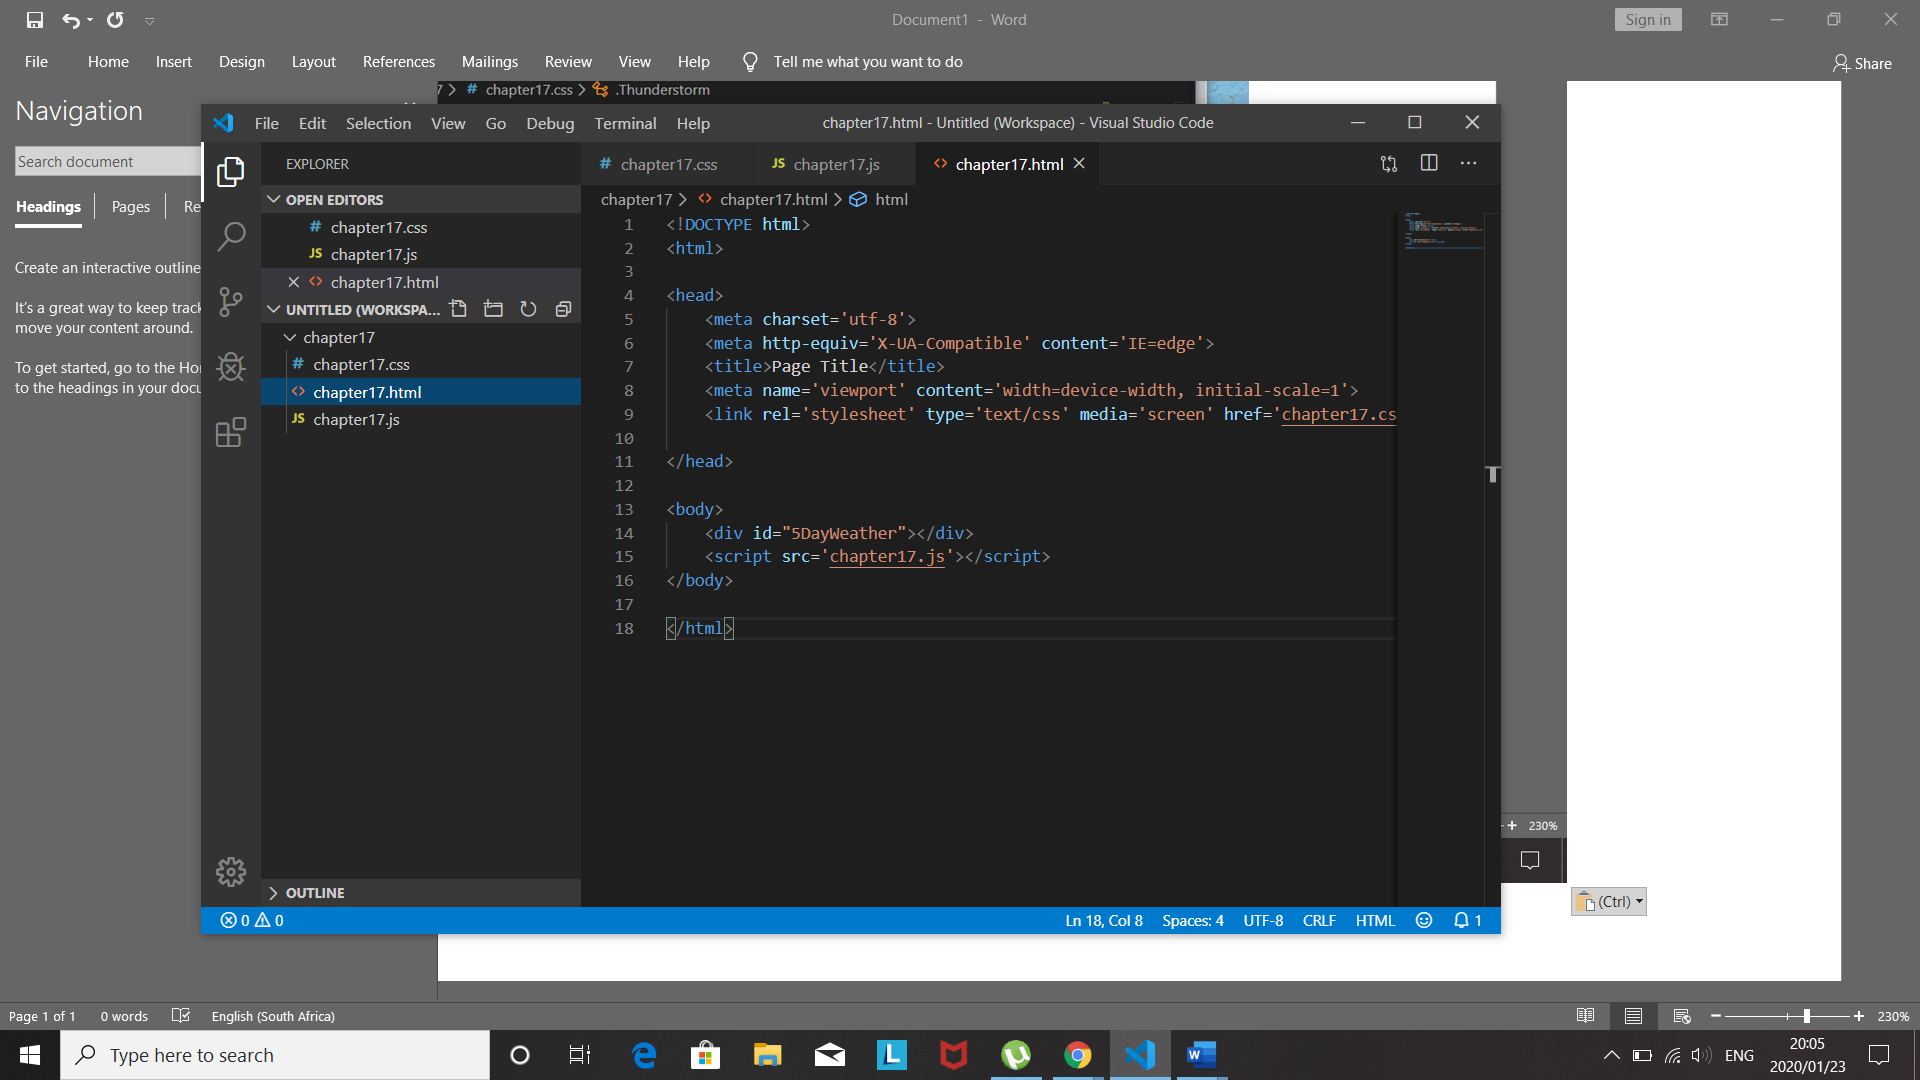 Document1 - Word
Sign in
File Home Insert Design Layout References Mailings Review View Help Tell me what you want to do
Share
Navigation
Search document
Headings Pages Re
Create an interactive outline
It's a great way to keep track
move your content around.
To get started, go to the Ho
to the headings in your docu
7 > # chapter17.css > .Thunderstorm
File Edit Selection View Go Debug Terminal Help
chapter17.html - Untitled (Workspace) - Visual Studio Code
EXPLORER
OPEN EDITORS
# chapter17.css
JS chapter17.js
chapter17.html
UNTITLED (WORKSPA...
chapter17
# chapter17.css
<> chapter17.html
JS chapter17.js
OUTLINE
# chapter17.css
JS chapter17.js
<> chapter17.html
chapter17 > <> chapter17.html > html
1 <!DOCTYPE html>
2 <html>
3
4 <head>
5 <meta charset='utf-8'>
6 <meta http-equiv='X-UA-Compatible' content='IE=edge'>
7 <title>Page Title</title>
8 <meta name='viewport' content='width=device-width, initial-scale=1'>
9 <link rel='stylesheet' type='text/css' media='screen' href='chapter17.cs
10
11 </head>
12
13 <body>
14 <div id="5DayWeather"></div>
15 <script src='chapter17.js'></script>
16 </body>
17
18 </html>
0 0
Ln 18, Col 8 Spaces: 4 UTF-8 CRLF HTML 1
+ 230%
(Ctrl)
Page 1 of 1 0 words English (South Africa)
230%
Type here to search
ENG
20:05
2020/01/23